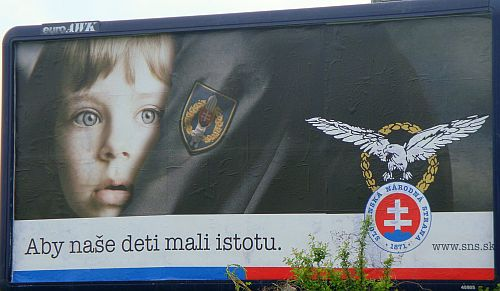 euroAWK
SLOVENSKÁ NÁRODNÁ STRANA
1871
Aby naše deti mali istotu.
www.sns.sk